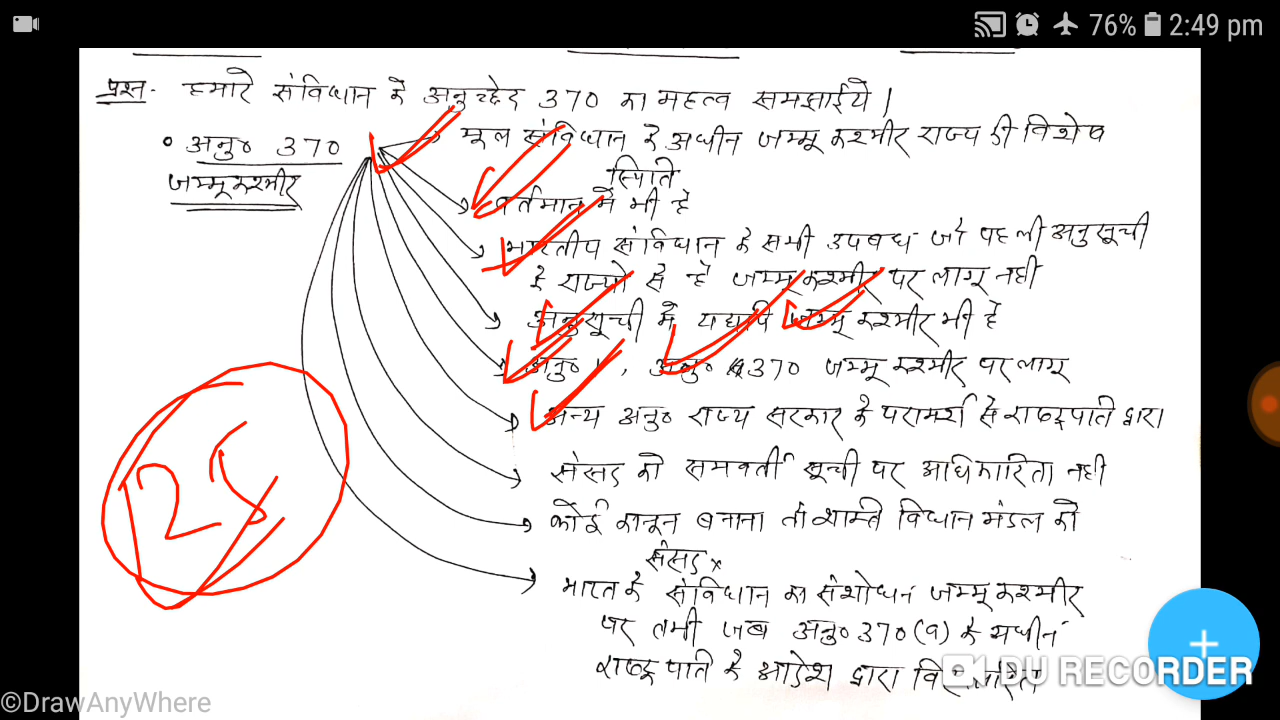 76% 2:49 pm
प्रश्न- हमारे संविधान के अनुच्छेद 370 का महत्व समझाईये।
• अनु० 370
जम्मू कश्मीर
मूल संविधान के अधीन जम्मू कश्मीर राज्य की विशेष
स्थिति
वर्तमान में भी है
भारतीय संविधान के सभी उपबंध जो पहली अनुसूची
के राज्यो से है जम्मू कश्मीर पर लागू नही
अनुसूची मे यद्यपि जम्मू कश्मीर भी है
अनु० 1, अनु० 370 जम्मू कश्मीर पर लागू
अन्य अनु० राज्य सरकार के परामर्श से राष्ट्रपति द्वारा
संसद को समवर्ती सूची पर अधिकारिता नही
कोई कानून बनाना तो शक्ति विधान मंडल को
संसद x
भारत के संविधान का संशोधन जम्मू कश्मीर
पर तभी जब अनु० 370(1) के अधीन
राष्ट्रपति के आदेश द्वारा
125
DU RECORDER
©DrawAnyWhere